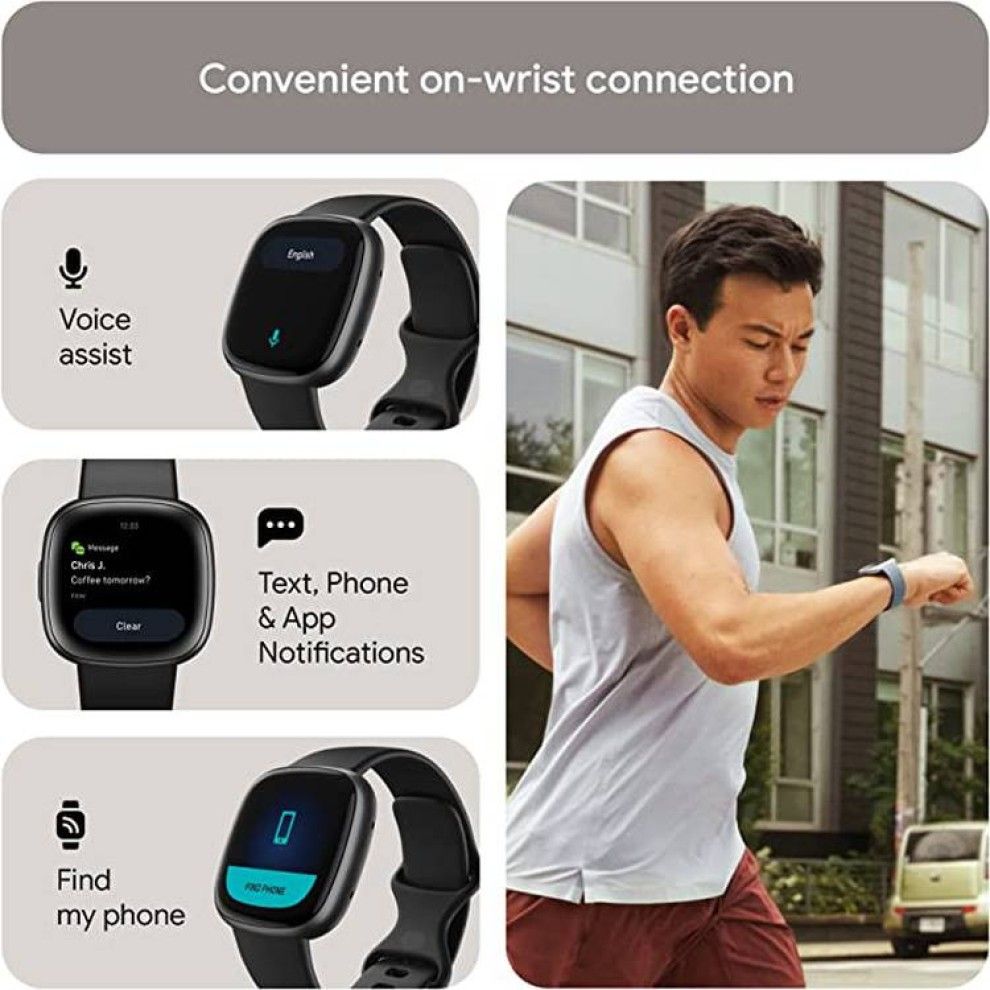 Convenient on-wrist connection
English
Voice
assist
12:03
Message
Chris J.
Coffee tomorrow?
now
Clear
Text, Phone
& App
Notifications
FIND PHONE
Find
my phone